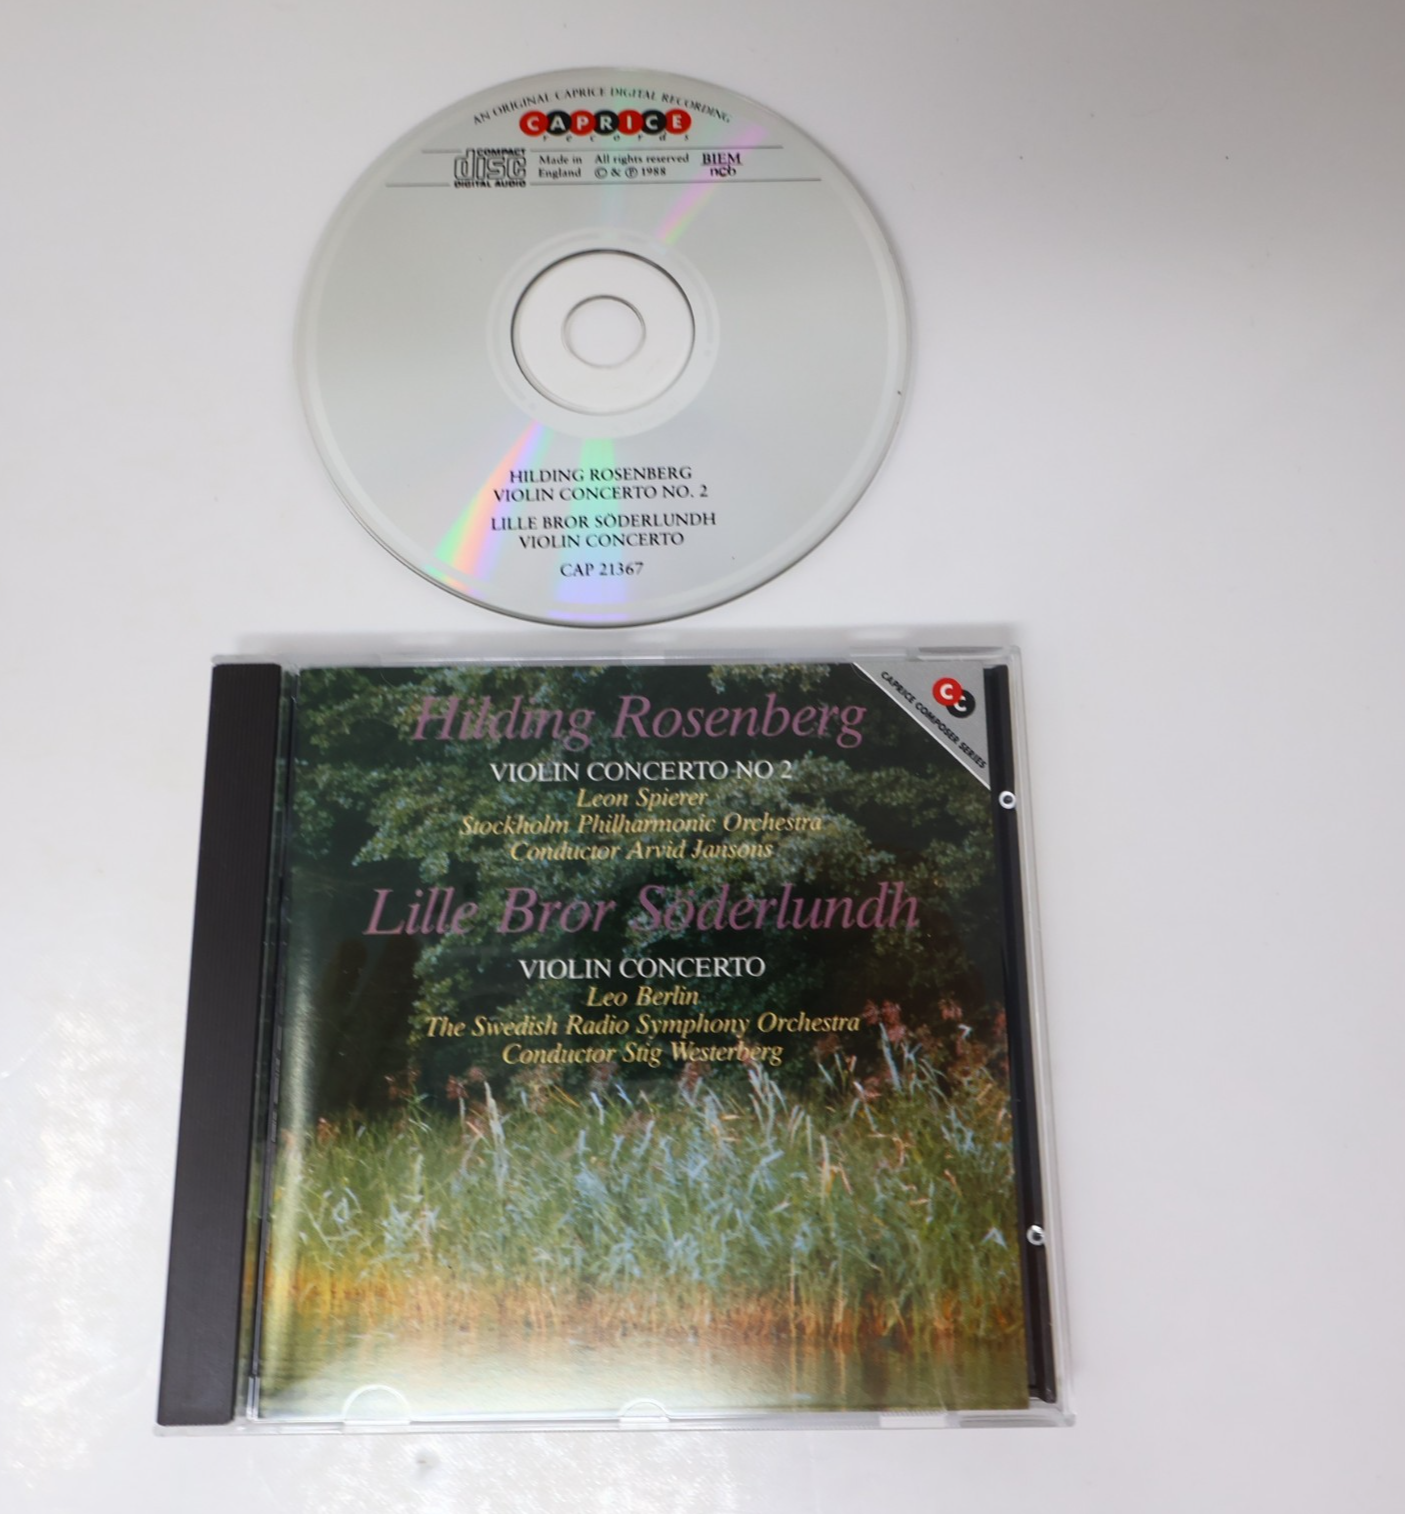 AN ORIGINAL CAPRICE DIGITAL RECORDING
CAPRICE
records
COMPACT
disc
DIGITAL AUDIO
Made in
England
All rights reserved
© & ℗ 1988
BIEM
ncb
HILDING ROSENBERG
VIOLIN CONCERTO NO. 2
LILLE BROR SÖDERLUNDH
VIOLIN CONCERTO
CAP 21367
CAPRICE COMPOSER SERIES
CC
Hilding Rosenberg
VIOLIN CONCERTO NO 2
Leon Spierer
Stockholm Philharmonic Orchestra
Conductor Arvid Jansons
Lille Bror Söderlundh
VIOLIN CONCERTO
Leo Berlin
The Swedish Radio Symphony Orchestra
Conductor Stig Westerberg